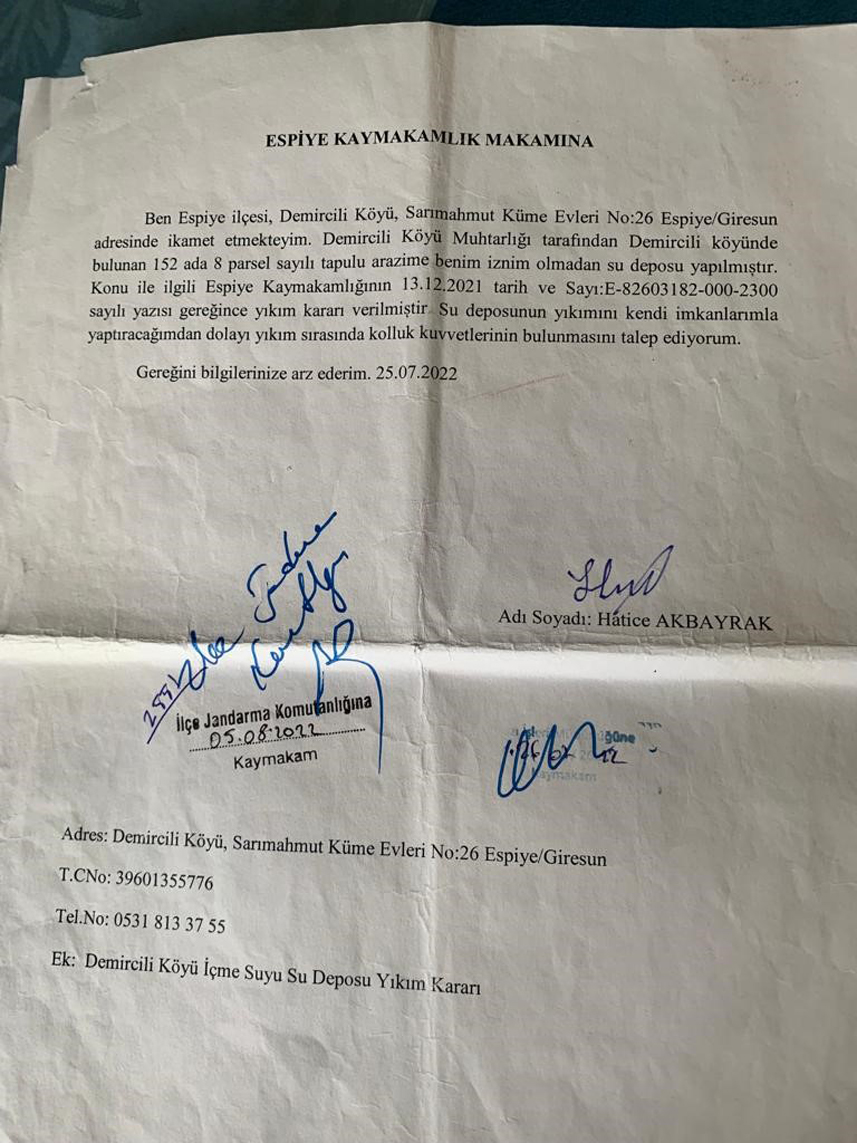 ESPİYE KAYMAKAMLIK MAKAMINA
Ben Espiye ilçesi, Demircili Köyü, Sarımahmut Küme Evleri No:26 Espiye/Giresun
adresinde ikamet etmekteyim. Demircili Köyü Muhtarlığı tarafından Demircili köyünde
bulunan 152 ada 8 parsel sayılı tapulu arazime benim iznim olmadan su deposu yapılmıştır.
Konu ile ilgili Espiye Kaymakamlığının 13.12.2021 tarih ve Sayı:E-82603182-000-2300
sayılı yazısı gereğince yıkım kararı verilmiştir. Su deposunun yıkımını kendi imkanlarımla
yaptıracağımdan dolayı yıkım sırasında kolluk kuvvetlerinin bulunmasını talep ediyorum.
Gereğini bilgilerinize arz ederim. 25.07.2022
Adı Soyadı: Hatice AKBAYRAK
İlçe Jandarma Komutanlığına
05.08.2022
Kaymakam
Kaymakam
Adres: Demircili Köyü, Sarımahmut Küme Evleri No:26 Espiye/Giresun
T.CNo: 39601355776
Tel.No: 0531 813 37 55
Ek: Demircili Köyü İçme Suyu Su Deposu Yıkım Kararı